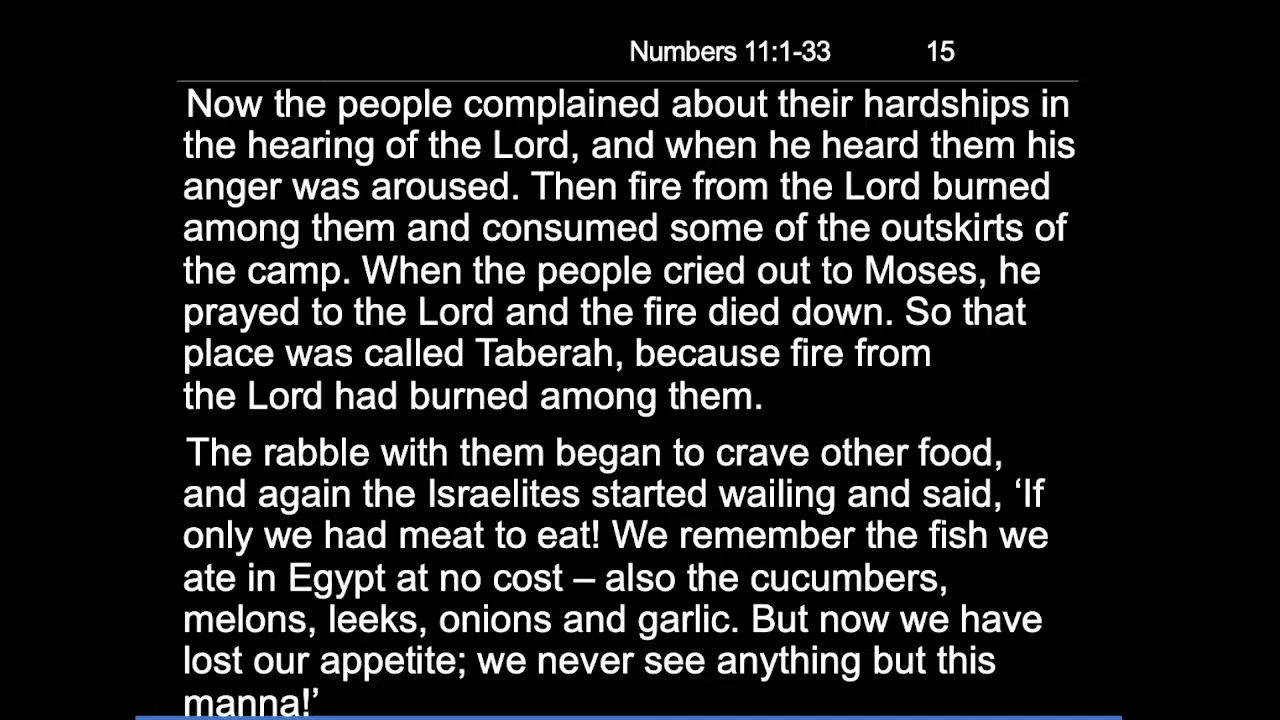 Numbers 11:1-33 15
Now the people complained about their hardships in
the hearing of the Lord, and when he heard them his
anger was aroused. Then fire from the Lord burned
among them and consumed some of the outskirts of
the camp. When the people cried out to Moses, he
prayed to the Lord and the fire died down. So that
place was called Taberah, because fire from
the Lord had burned among them.
The rabble with them began to crave other food,
and again the Israelites started wailing and said, ‘If
only we had meat to eat! We remember the fish we
ate in Egypt at no cost – also the cucumbers,
melons, leeks, onions and garlic. But now we have
lost our appetite; we never see anything but this
manna!’